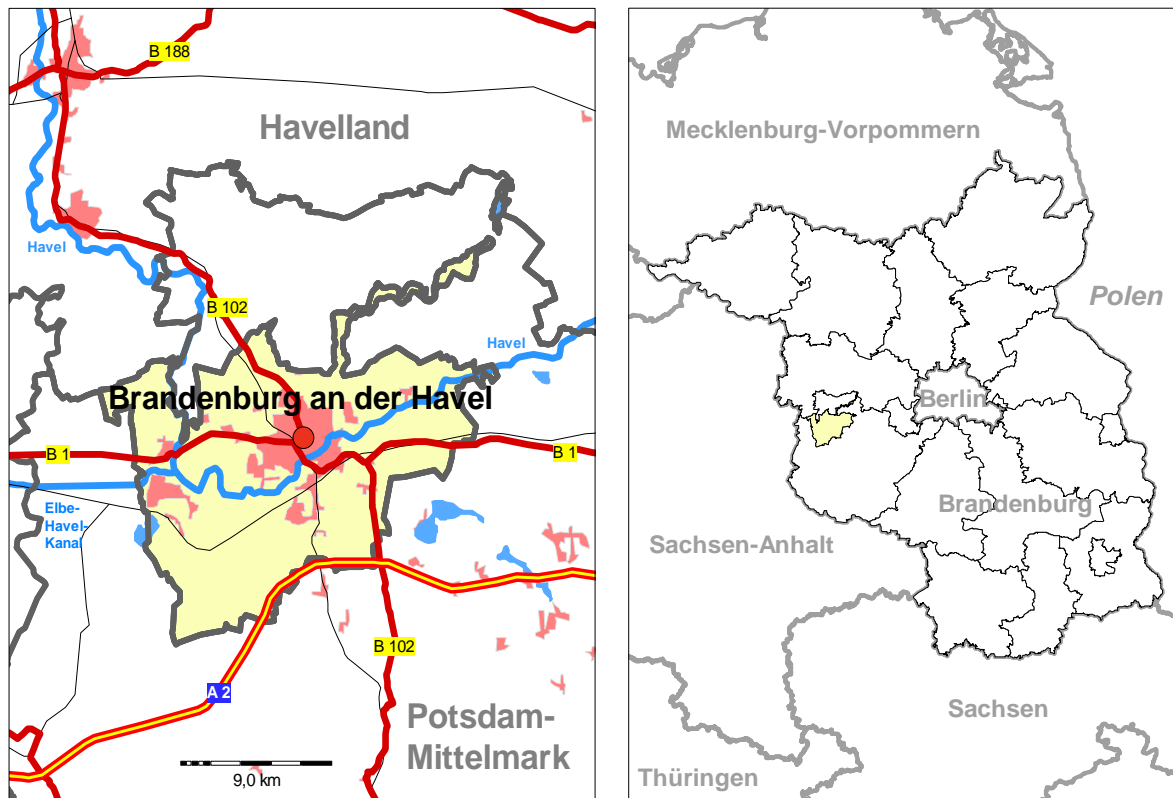 B 188
Havelland
Havel
B 102
Havel
Brandenburg an der Havel
B 1
B 1
Elbe-
Havel-
Kanal
B 102
A 2
Potsdam-
Mittelmark
9,0 km
Mecklenburg-Vorpommern
Polen
Berlin
Brandenburg
Sachsen-Anhalt
Sachsen
Thüringen